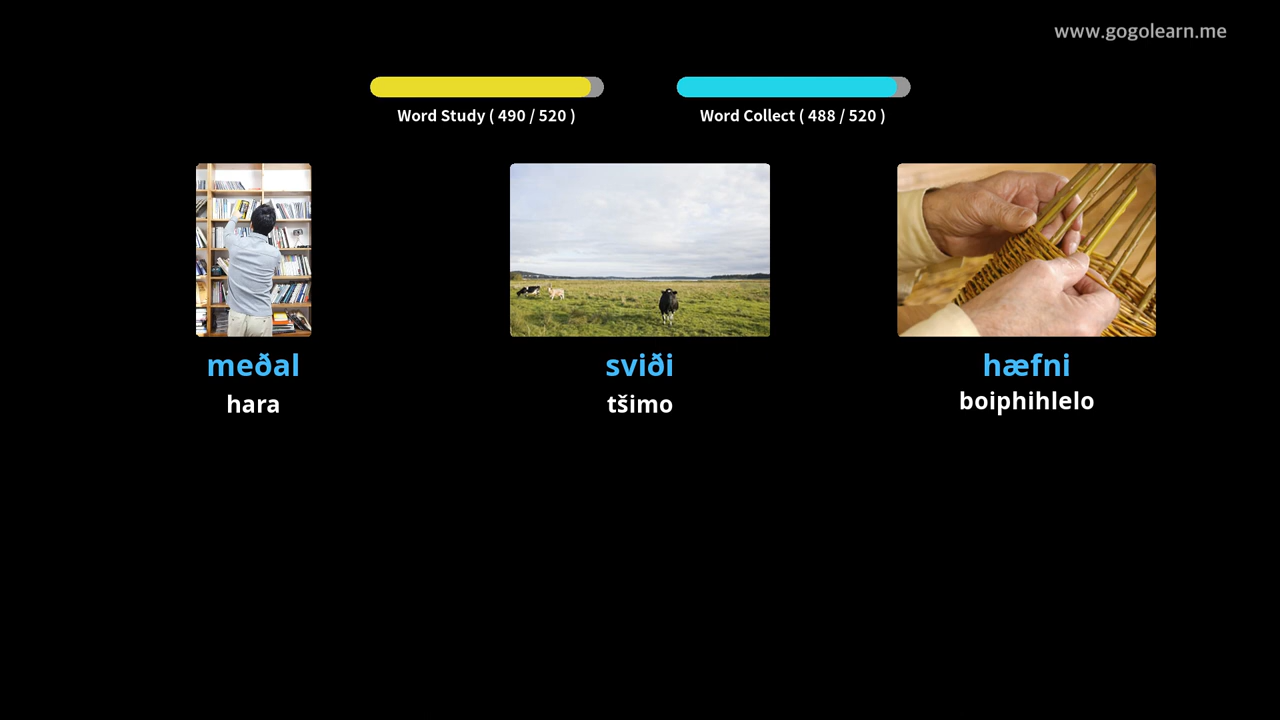 www.gogolearn.me
Word Study ( 490 / 520 )
Word Collect ( 488 / 520 )
meðal
sviði
hæfni
hara
tšimo
boiphihlelo